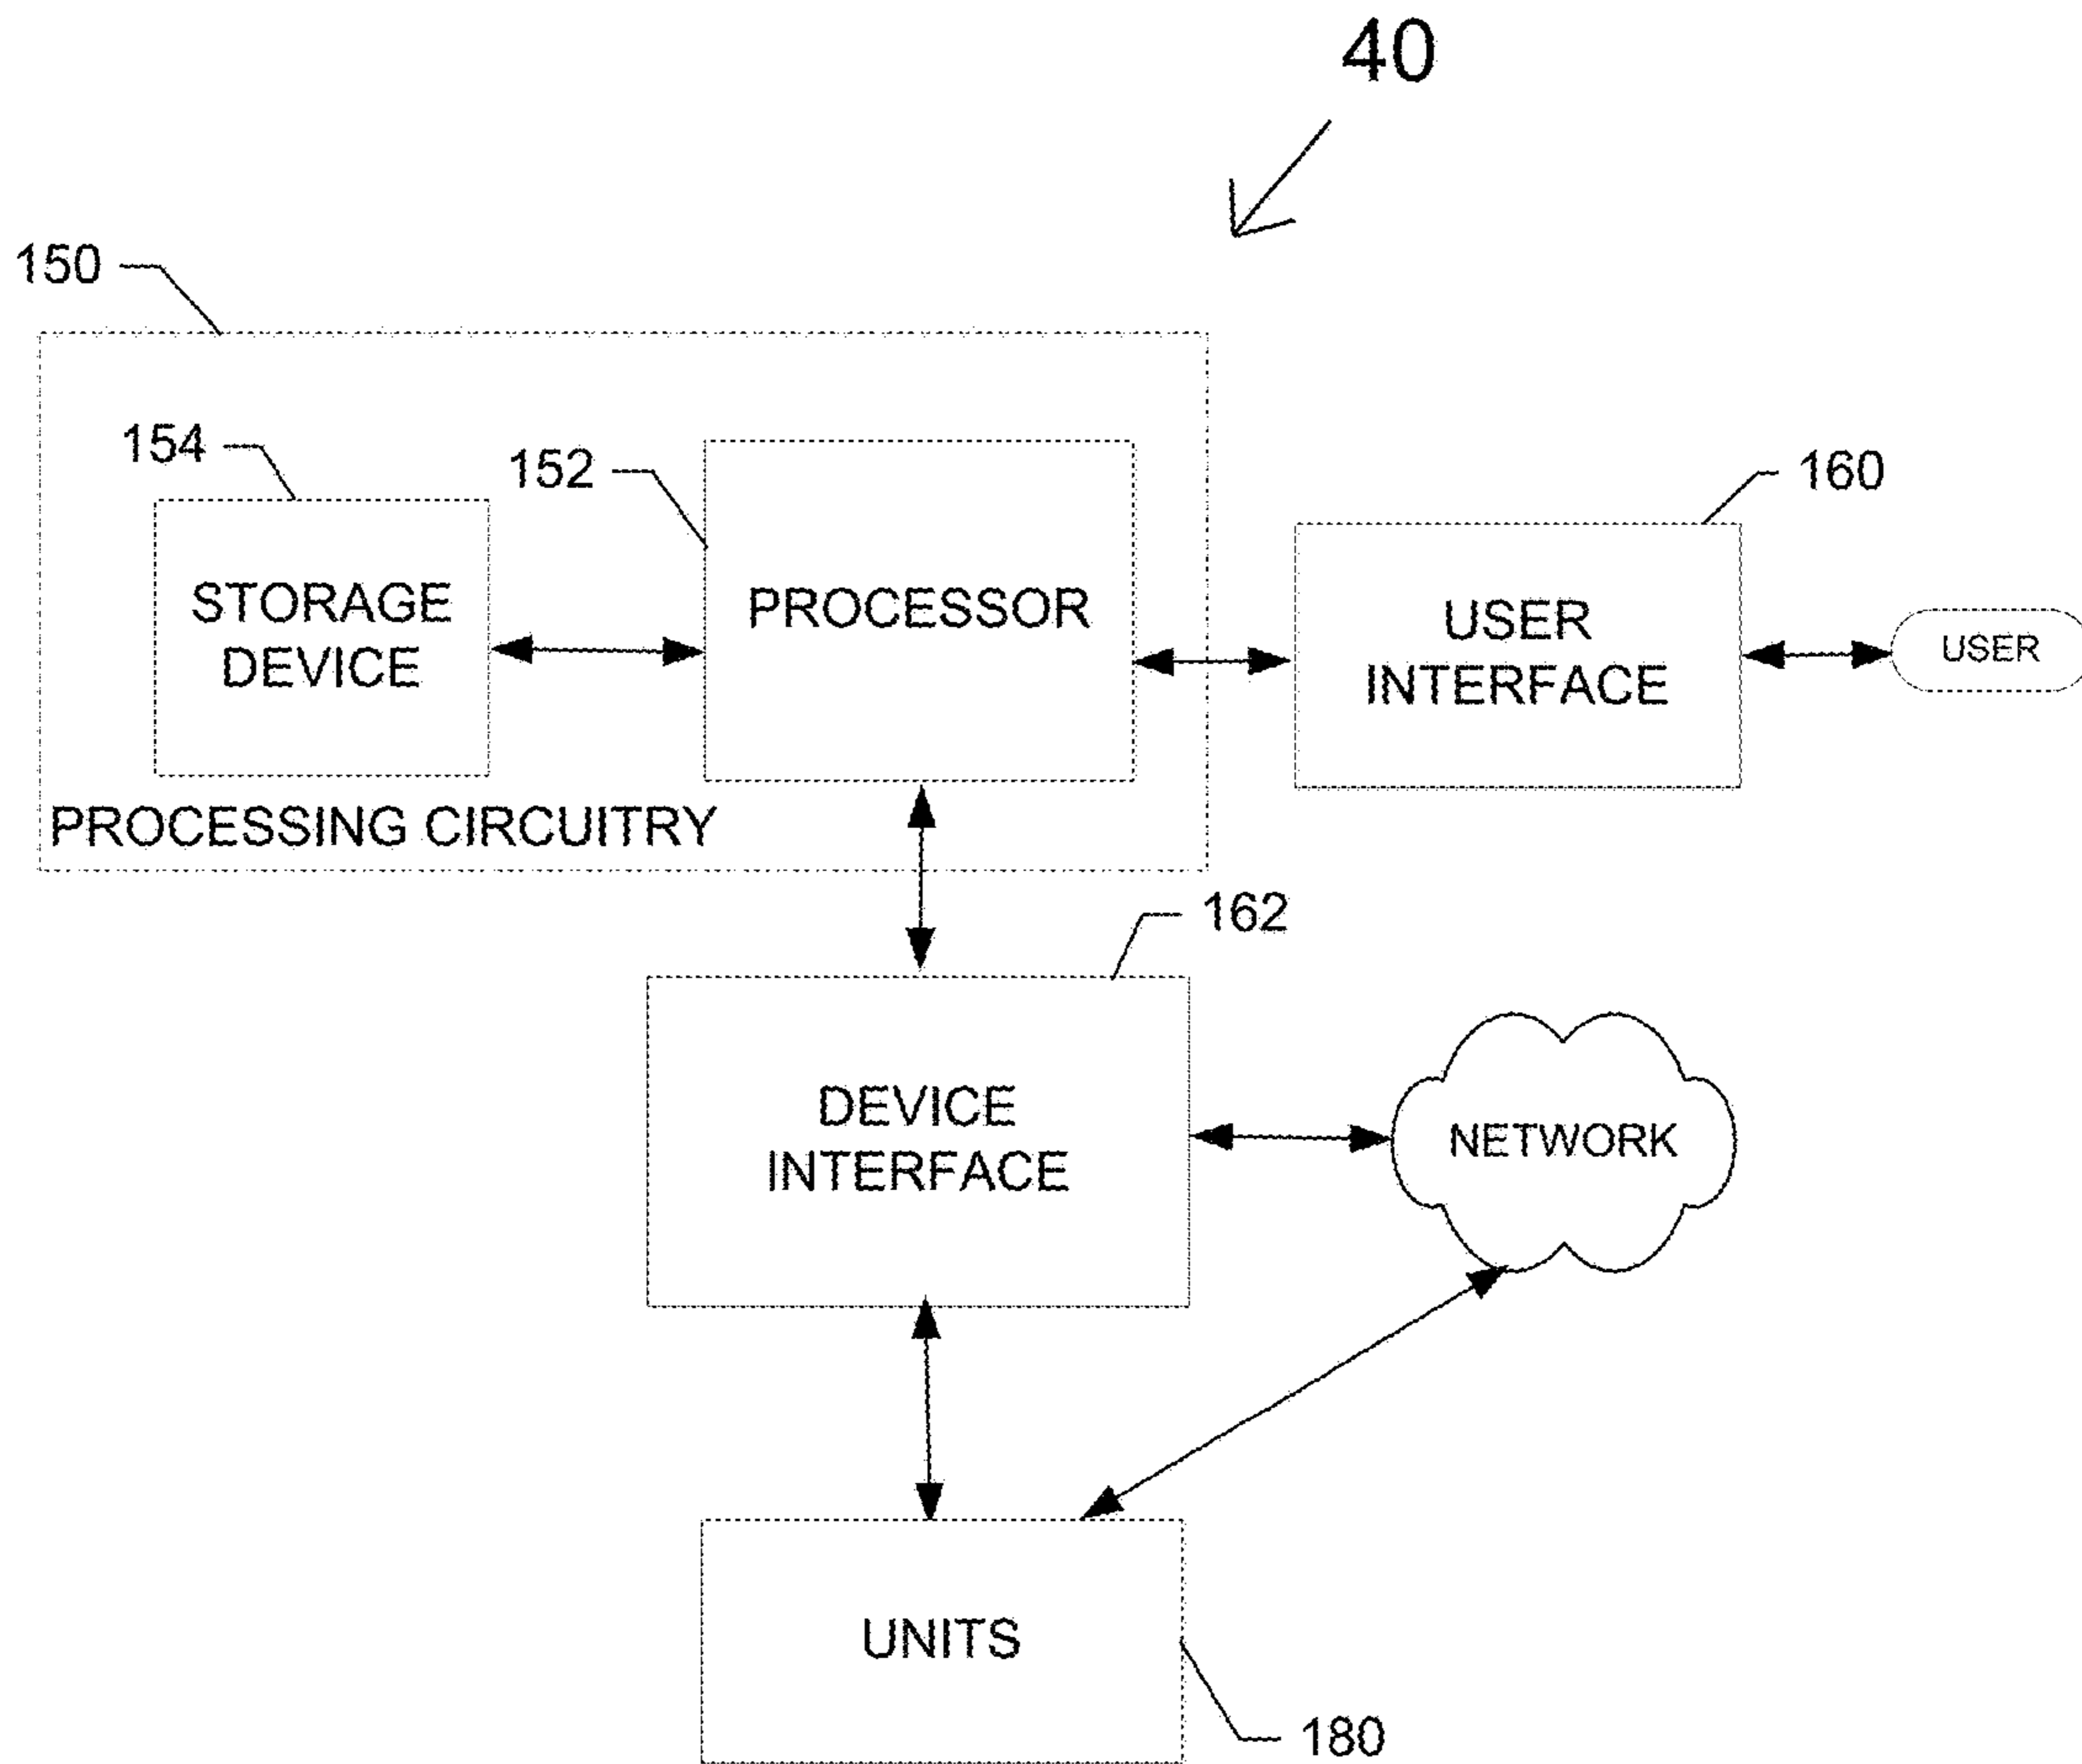 40
150
154
152
160
STORAGE
DEVICE
PROCESSOR
USER
INTERFACE
USER
PROCESSING CIRCUITRY
162
DEVICE
INTERFACE
NETWORK
UNITS
180